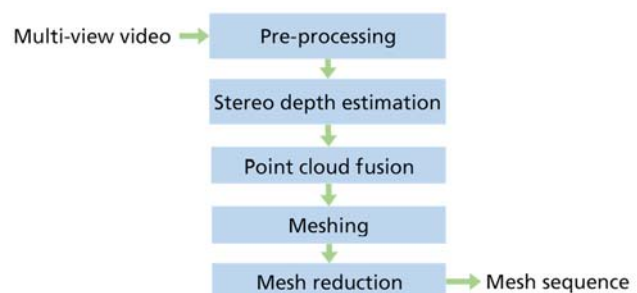 Multi-view video
Pre-processing
Stereo depth estimation
Point cloud fusion
Meshing
Mesh reduction
Mesh sequence